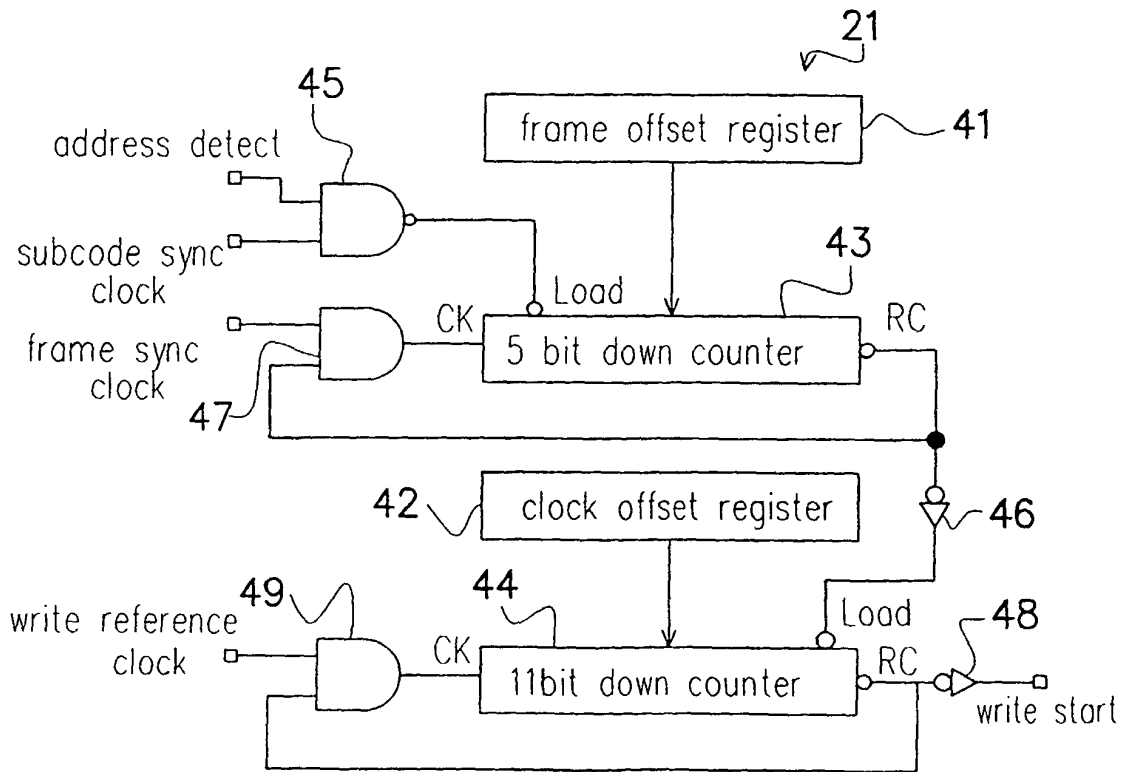 21
45
frame offset register
41
address detect
subcode sync
clock
43
Load
CK
5 bit down counter
RC
frame sync
clock
47
42
clock offset register
46
49
44
Load
48
write reference
clock
CK
11bit down counter
RC
write start